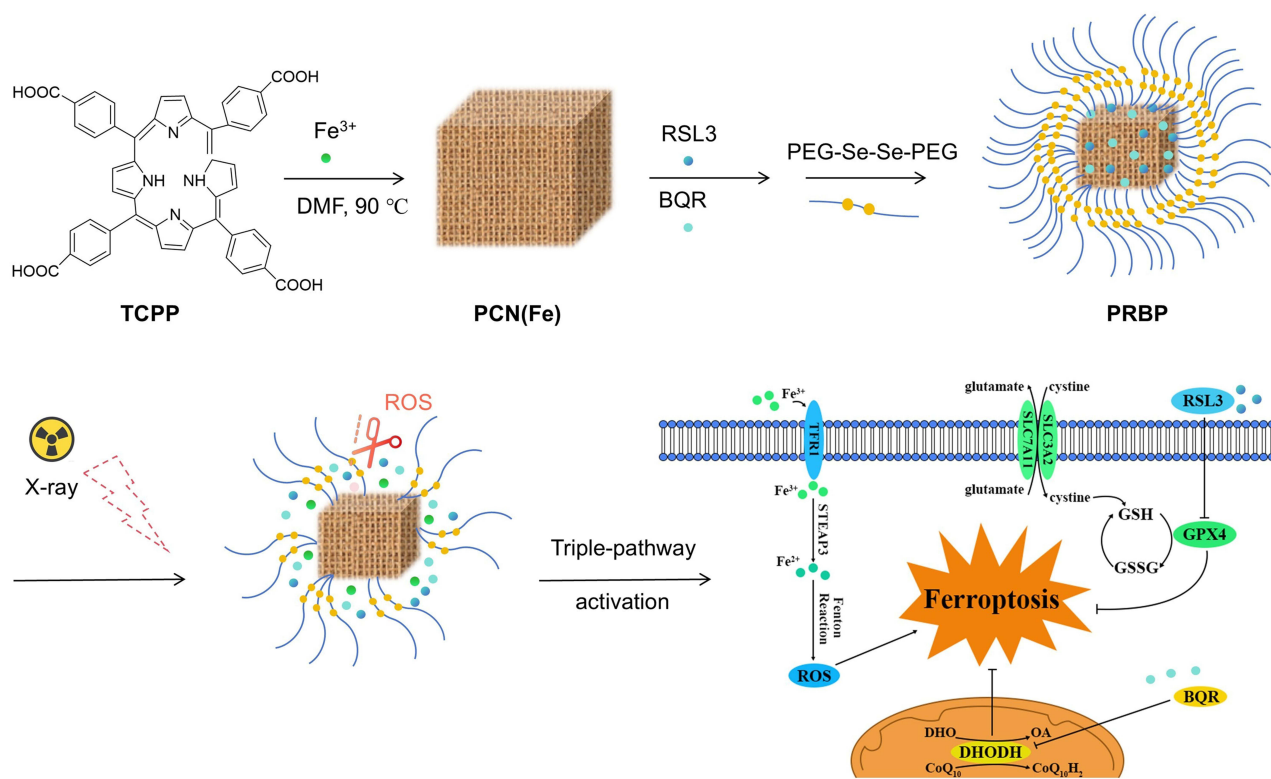 HOOC
COOH
N
NH
NH
N
HOOC
COOH
TCPP
Fe³⁺
DMF, 90 ℃
PCN(Fe)
RSL3
BQR
PEG-Se-Se-PEG
PRBP
X-ray
ROS
Triple-pathway
activation
Fe³⁺
TFR1
Fe³⁺
STEAP3
Fe²⁺
Fenton
Reaction
ROS
glutamate
cystine
SLC7A11
SLC3A2
glutamate
cystine
GSH
GSSG
RSL3
GPX4
Ferroptosis
BQR
DHO
OA
DHODH
CoQ₁₀
CoQ₁₀H₂